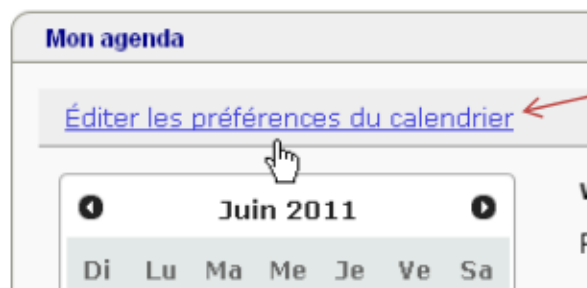 Mon agenda
Éditer les préférences du calendrier
Juin 2011
Di Lu Ma Me Je Ve Sa